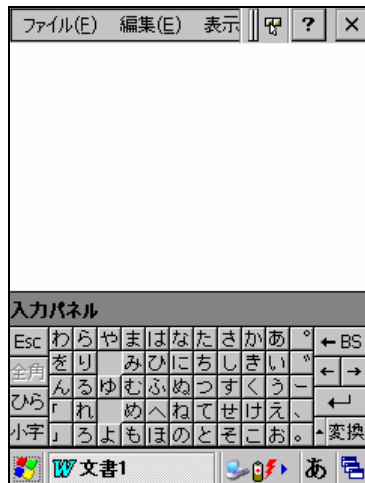 ファイル(F) 編集(E) 表示 ? ×
入力パネル
Esc わ ら や ま は な た さ か あ ゜ ← BS
全角 を り み ひ に ち し き い ゛ ← →
ひら ん る ゆ む ふ ぬ つ す く う ー ↵
「 れ め へ ね て せ け え 、
小字 」 ろ よ も ほ の と そ こ お 。 変換
W 文書1 あ